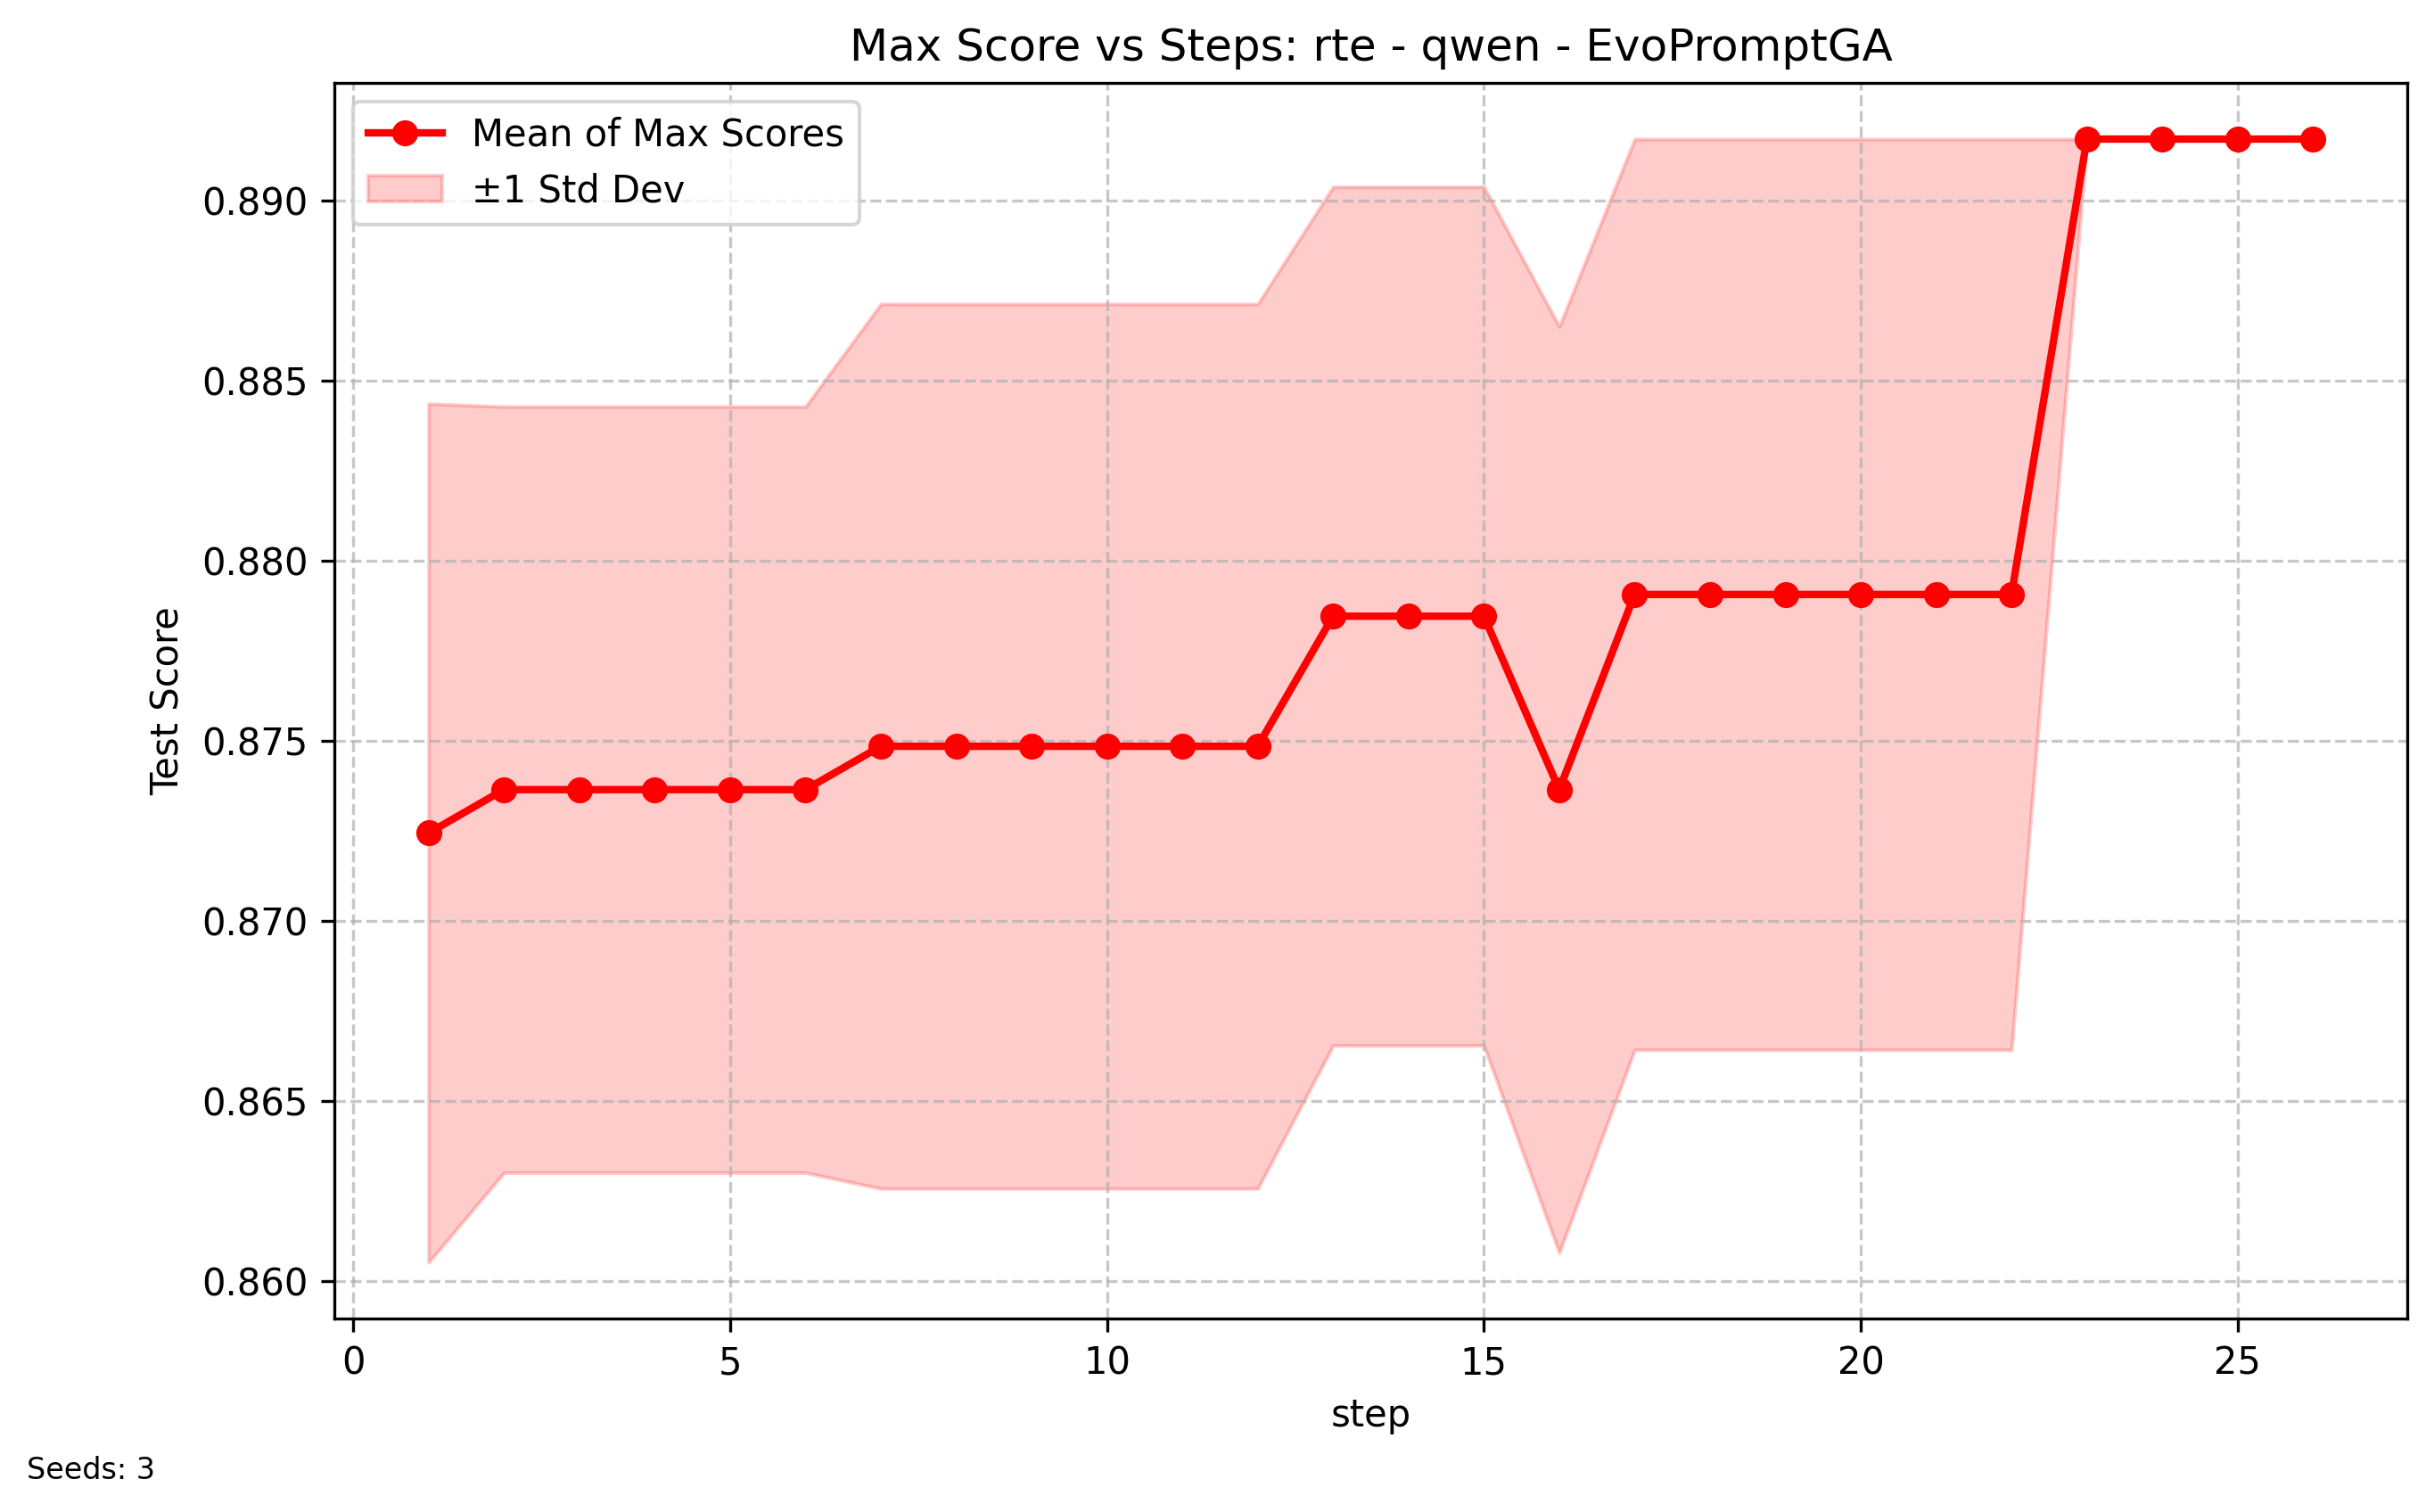 Max Score vs Steps: rte - qwen - EvoPromptGA
Mean of Max Scores
±1 Std Dev
0.890
0.885
0.880
0.875
0.870
0.865
0.860
Test Score
0 5 10 15 20 25
step
Seeds: 3